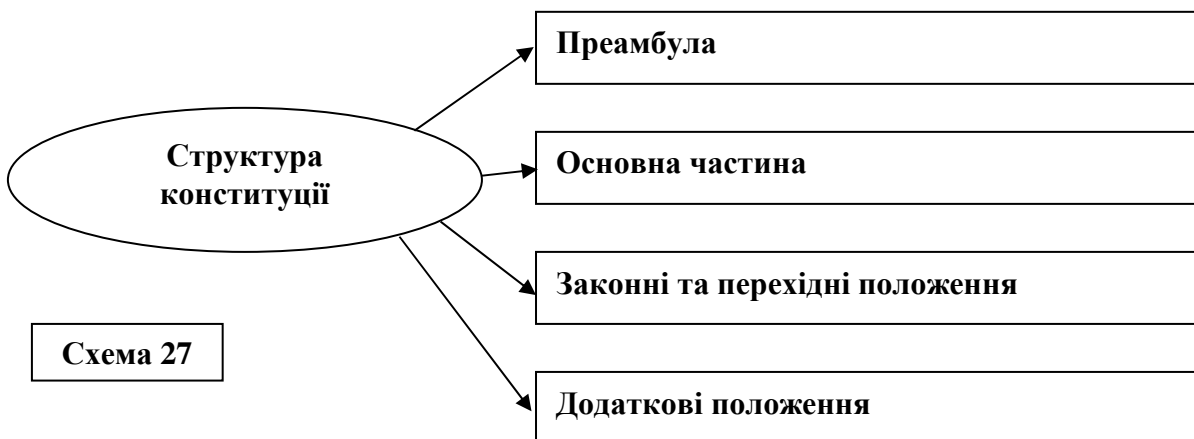 Преамбула
Структура
конституції
Основна частина
Законні та перехідні положення
Схема 27
Додаткові положення